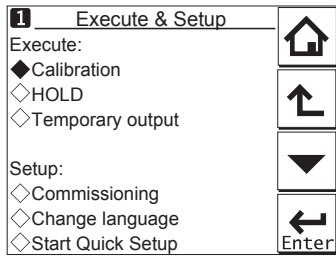 1 Execute & Setup
Execute:
◆Calibration
◇HOLD
◇Temporary output
Setup:
◇Commissioning
◇Change language
◇Start Quick Setup
Enter